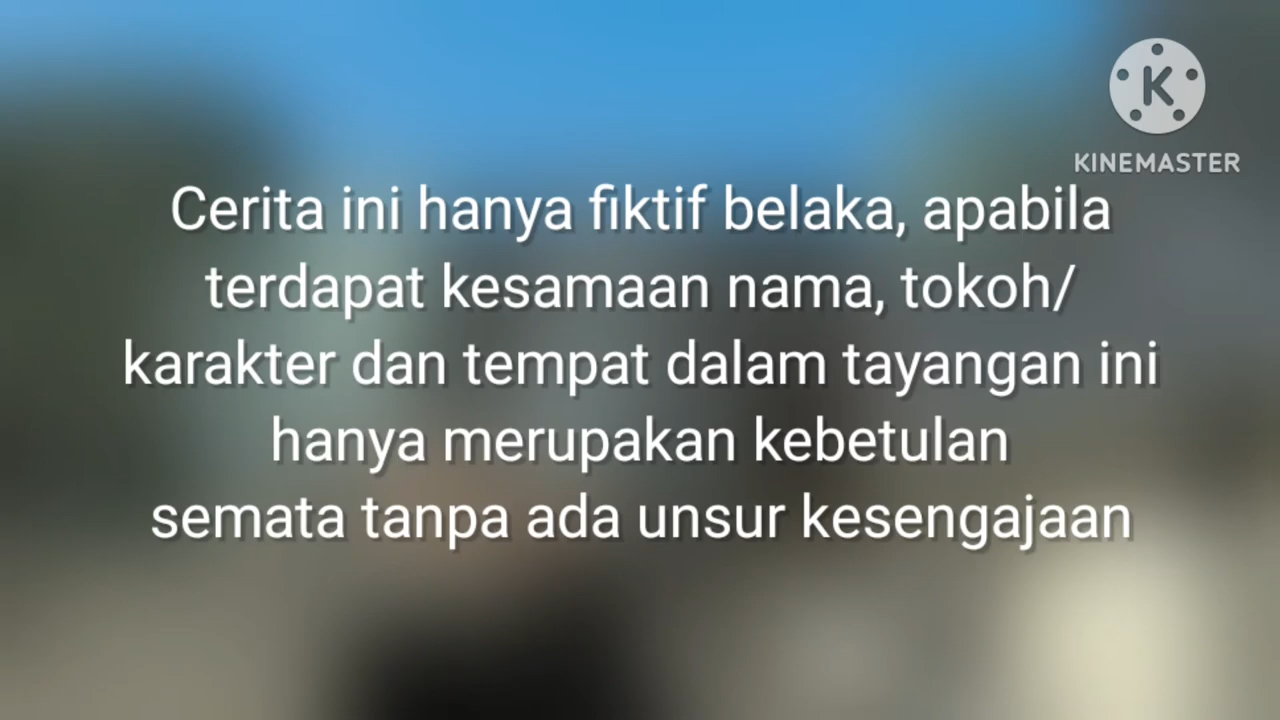 KINEMASTER
Cerita ini hanya fiktif belaka, apabila
terdapat kesamaan nama, tokoh/
karakter dan tempat dalam tayangan ini
hanya merupakan kebetulan
semata tanpa ada unsur kesengajaan